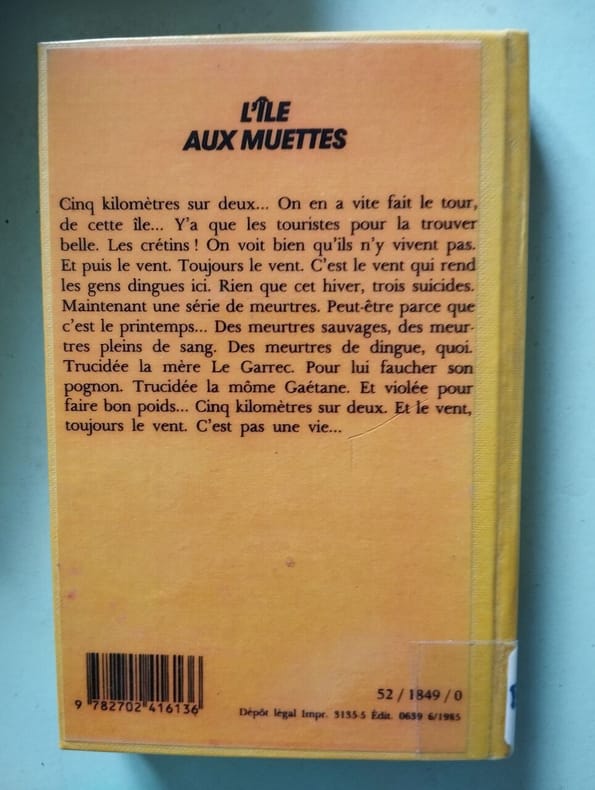 L'ÎLE
AUX MUETTES
Cinq kilomètres sur deux... On en a vite fait le tour,
de cette île... Y'a que les touristes pour la trouver
belle. Les crétins ! On voit bien qu'ils n'y vivent pas.
Et puis le vent. Toujours le vent. C'est le vent qui rend
les gens dingues ici. Rien que cet hiver, trois suicides.
Maintenant une série de meurtres. Peut-être parce que
c'est le printemps... Des meurtres sauvages, des meur-
tres pleins de sang. Des meurtres de dingue, quoi.
Trucidée la mère Le Garrec. Pour lui faucher son
pognon. Trucidée la môme Gaétane. Et violée pour
faire bon poids... Cinq kilomètres sur deux. Et le vent,
toujours le vent. C'est pas une vie...
52 / 1849 / 0
9 782702 416136
Dépôt légal Impr. 3135-5 Édit. 0639 6/1985